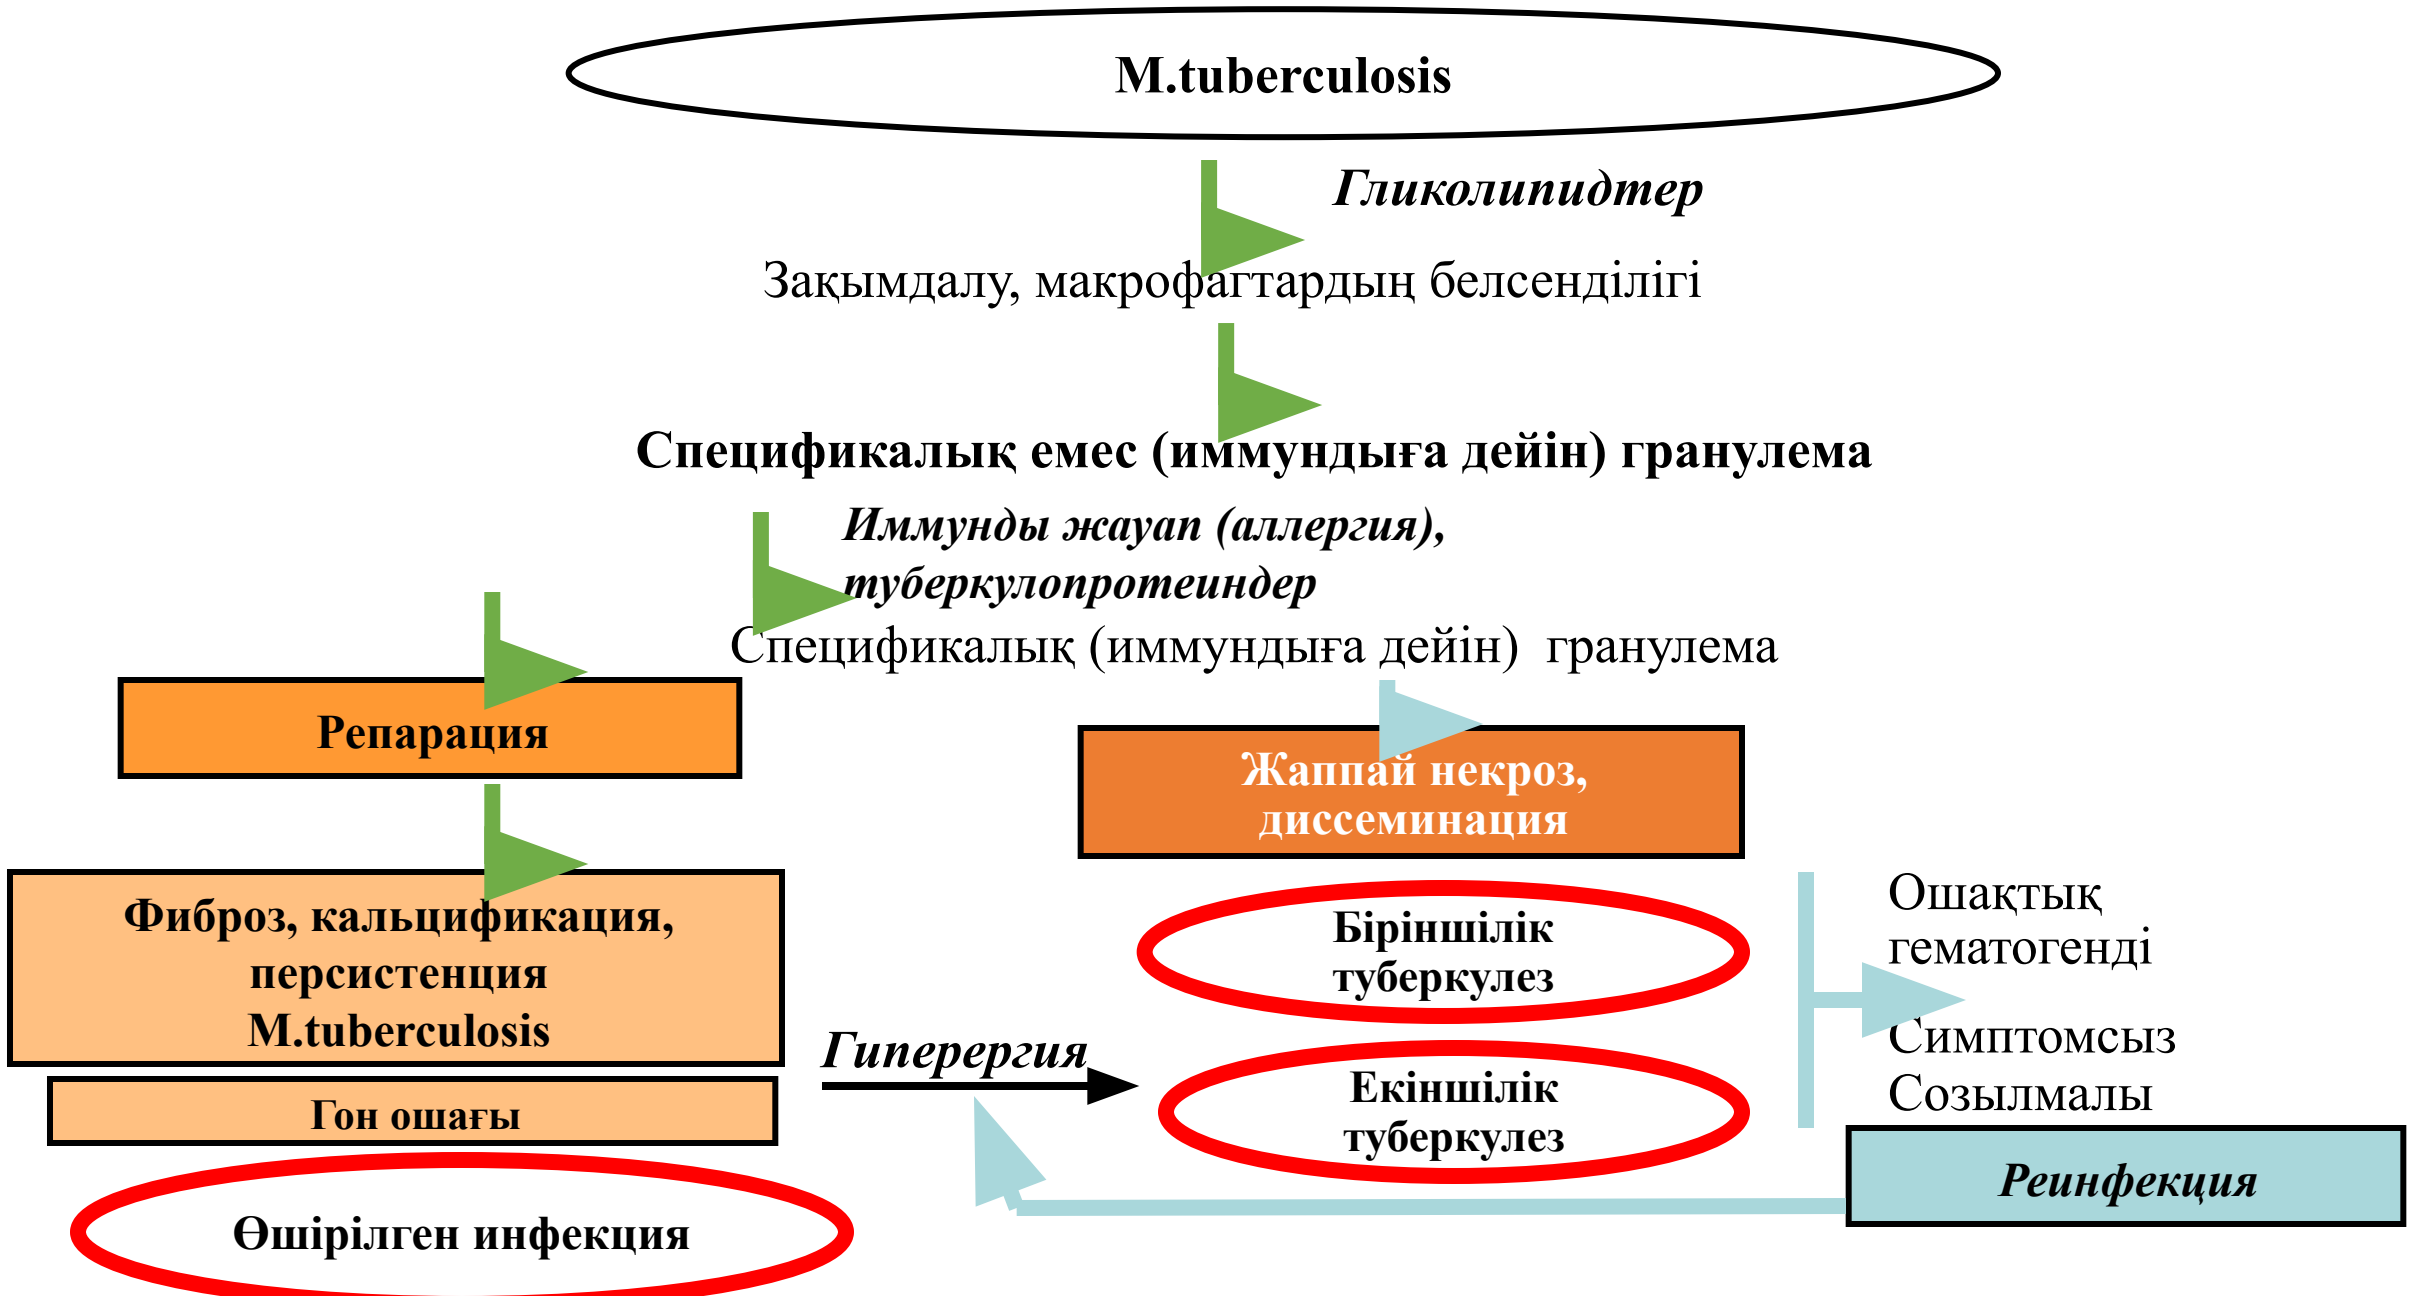 M.tuberculosis
Гликолипидтер
Зақымдалу, макрофагтардың белсенділігі
Спецификалық емес (иммундыға дейін) гранулема
Иммунды жауап (аллергия),
туберкулопротеиндер
Спецификалық (иммундыға дейін) гранулема
Репарация
Жаппай некроз,
диссеминация
Фиброз, кальцификация,
персистенция
M.tuberculosis
Гон ошағы
Өшірілген инфекция
Гиперергия
Біріншілік
туберкулез
Екіншілік
туберкулез
Ошақтық
гематогенді
Симптомсыз
Созылмалы
Реинфекция